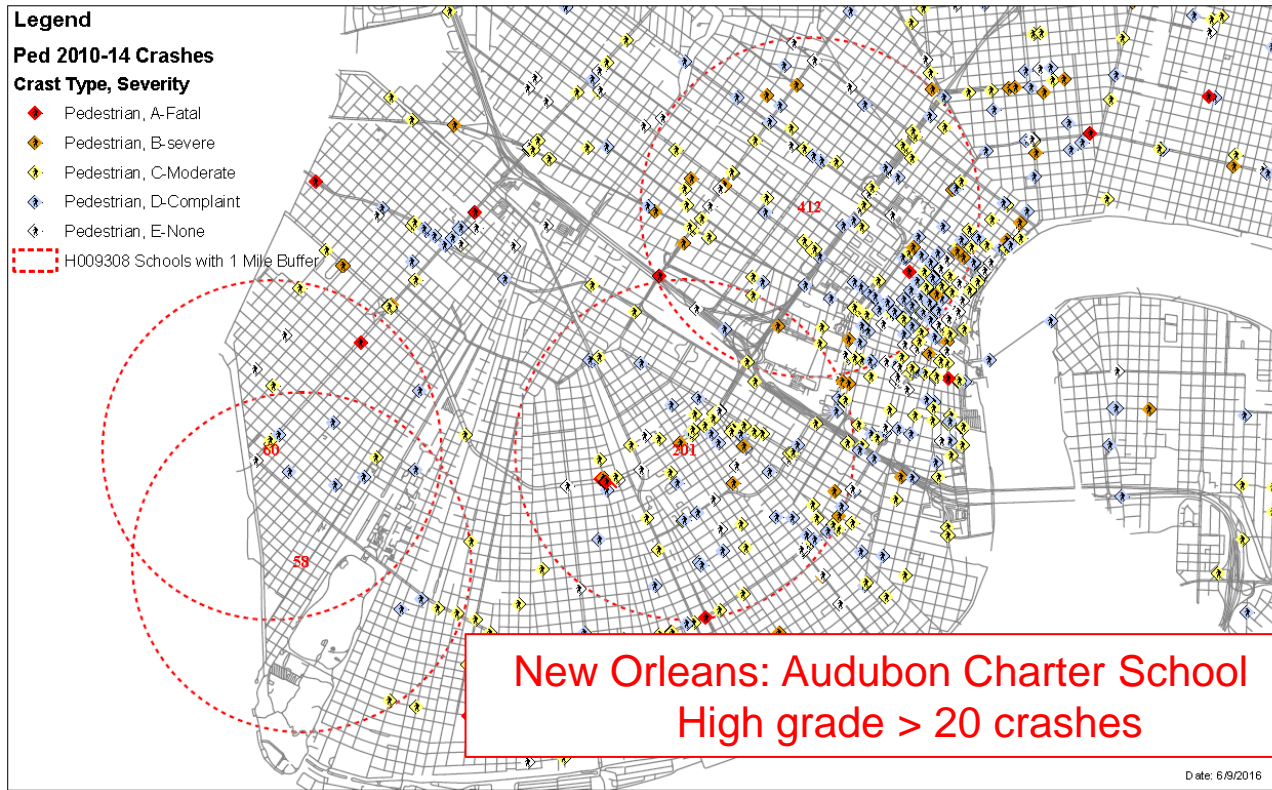 Legend
Ped 2010-14 Crashes
Crast Type, Severity
Pedestrian, A-Fatal
Pedestrian, B-severe
Pedestrian, C-Moderate
Pedestrian, D-Complaint
Pedestrian, E-None
H009308 Schools with 1 Mile Buffer
412
60
201
58
New Orleans: Audubon Charter School
High grade > 20 crashes
Date: 6/9/2016